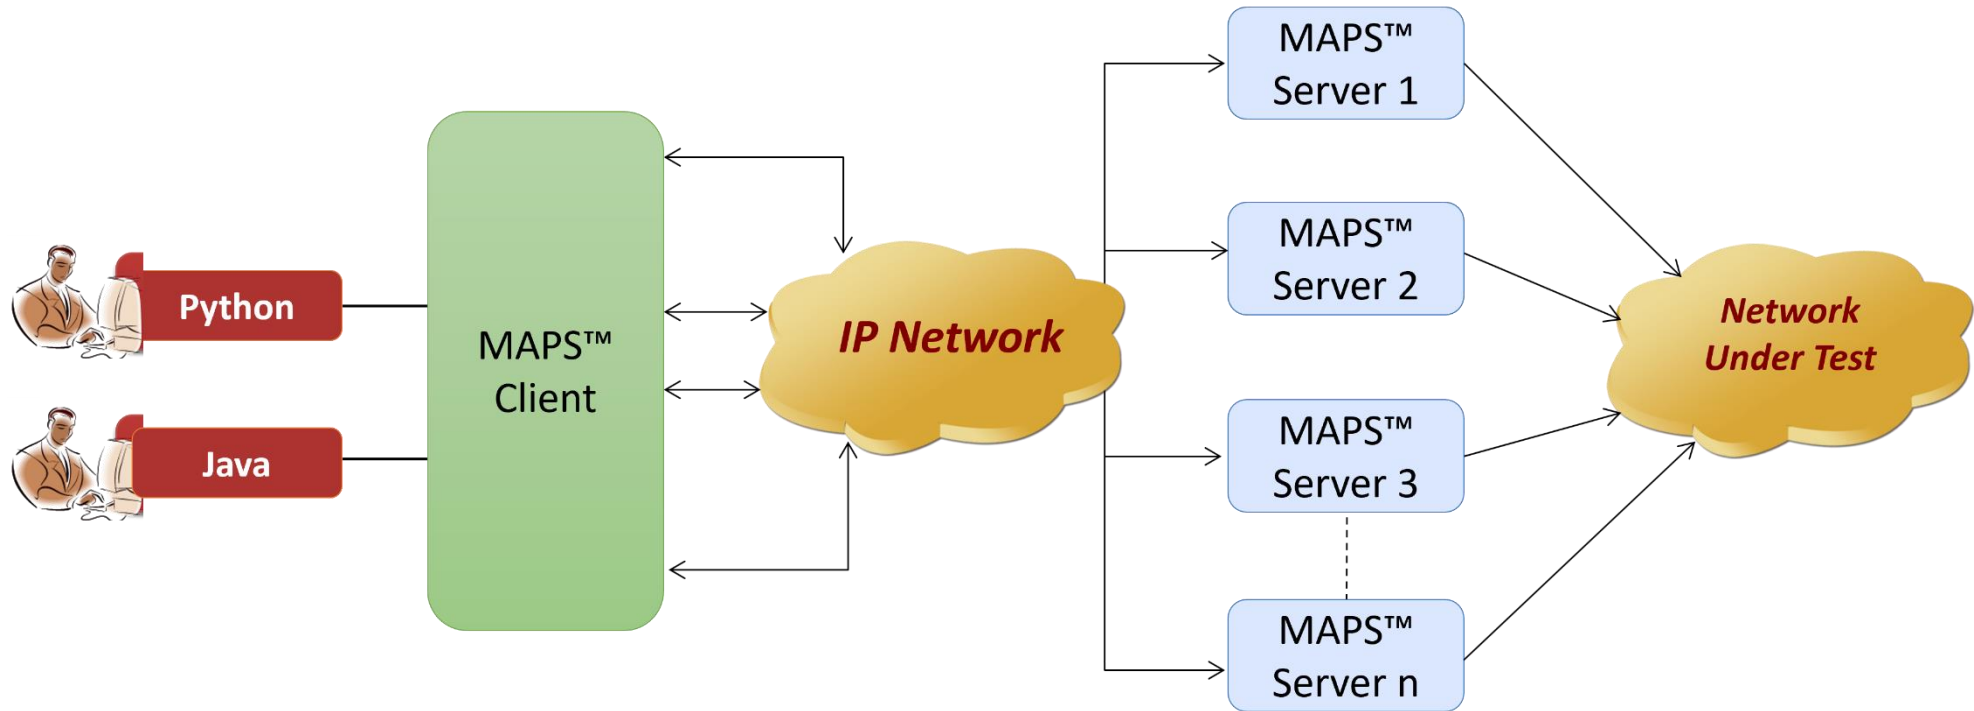 Python
Java
MAPS™
Client
IP Network
MAPS™
Server 1
MAPS™
Server 2
MAPS™
Server 3
MAPS™
Server n
Network
Under Test